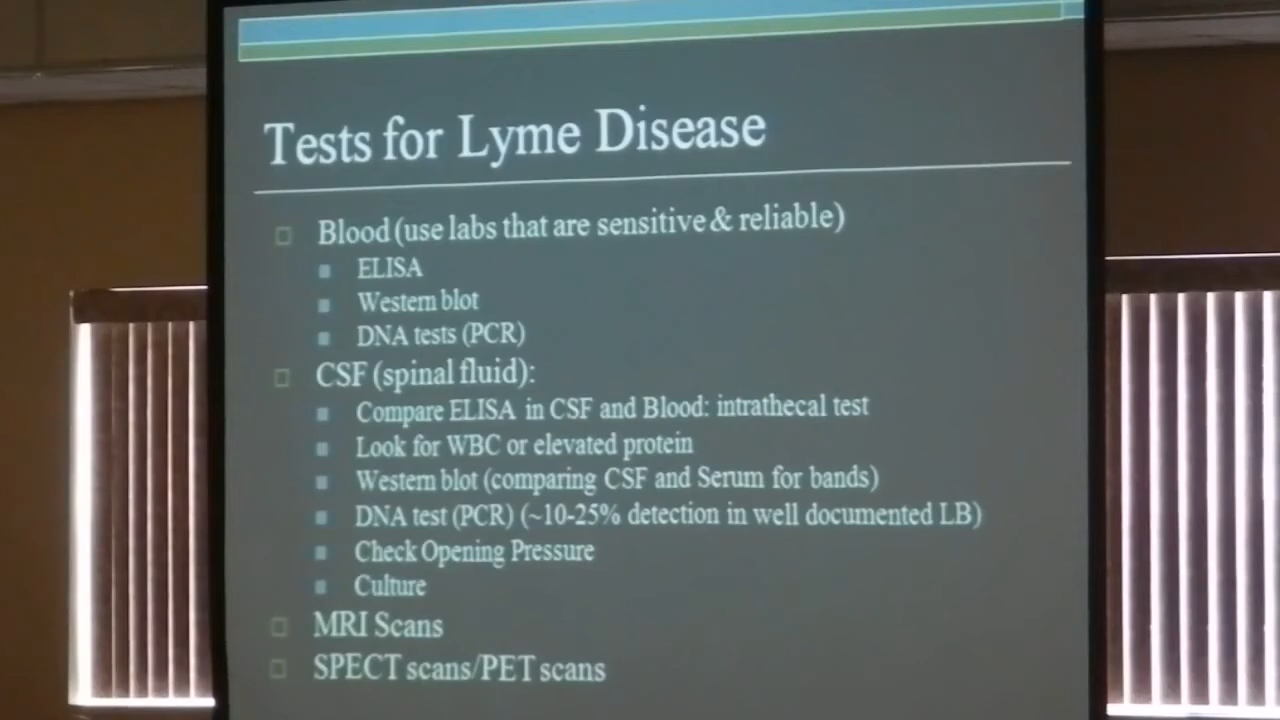 Tests for Lyme Disease
Blood (use labs that are sensitive & reliable)
ELISA
Western blot
DNA tests (PCR)
CSF (spinal fluid):
Compare ELISA in CSF and Blood: intrathecal test
Look for WBC or elevated protein
Western blot (comparing CSF and Serum for bands)
DNA test (PCR) (~10-25% detection in well documented LB)
Check Opening Pressure
Culture
MRI Scans
SPECT scans/PET scans